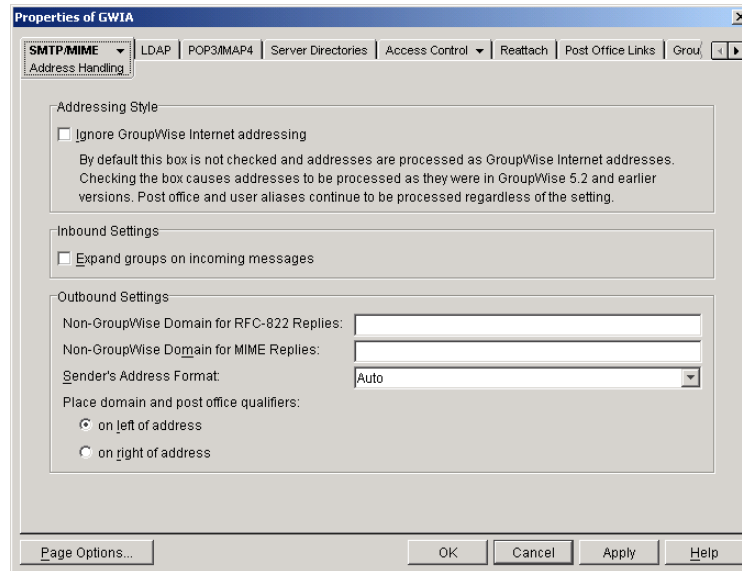 Properties of GWIA
SMTP/MIME
Address Handling
LDAP
POP3/IMAP4
Server Directories
Access Control
Reattach
Post Office Links
Addressing Style
Ignore GroupWise Internet addressing
By default this box is not checked and addresses are processed as GroupWise Internet addresses.
Checking the box causes addresses to be processed as they were in GroupWise 5.2 and earlier
versions. Post office and user aliases continue to be processed regardless of the setting.
Inbound Settings
Expand groups on incoming messages
Outbound Settings
Non-GroupWise Domain for RFC-822 Replies:
Non-GroupWise Domain for MIME Replies:
Sender's Address Format:
Auto
Place domain and post office qualifiers:
on left of address
on right of address
Page Options...
OK
Cancel
Apply
Help